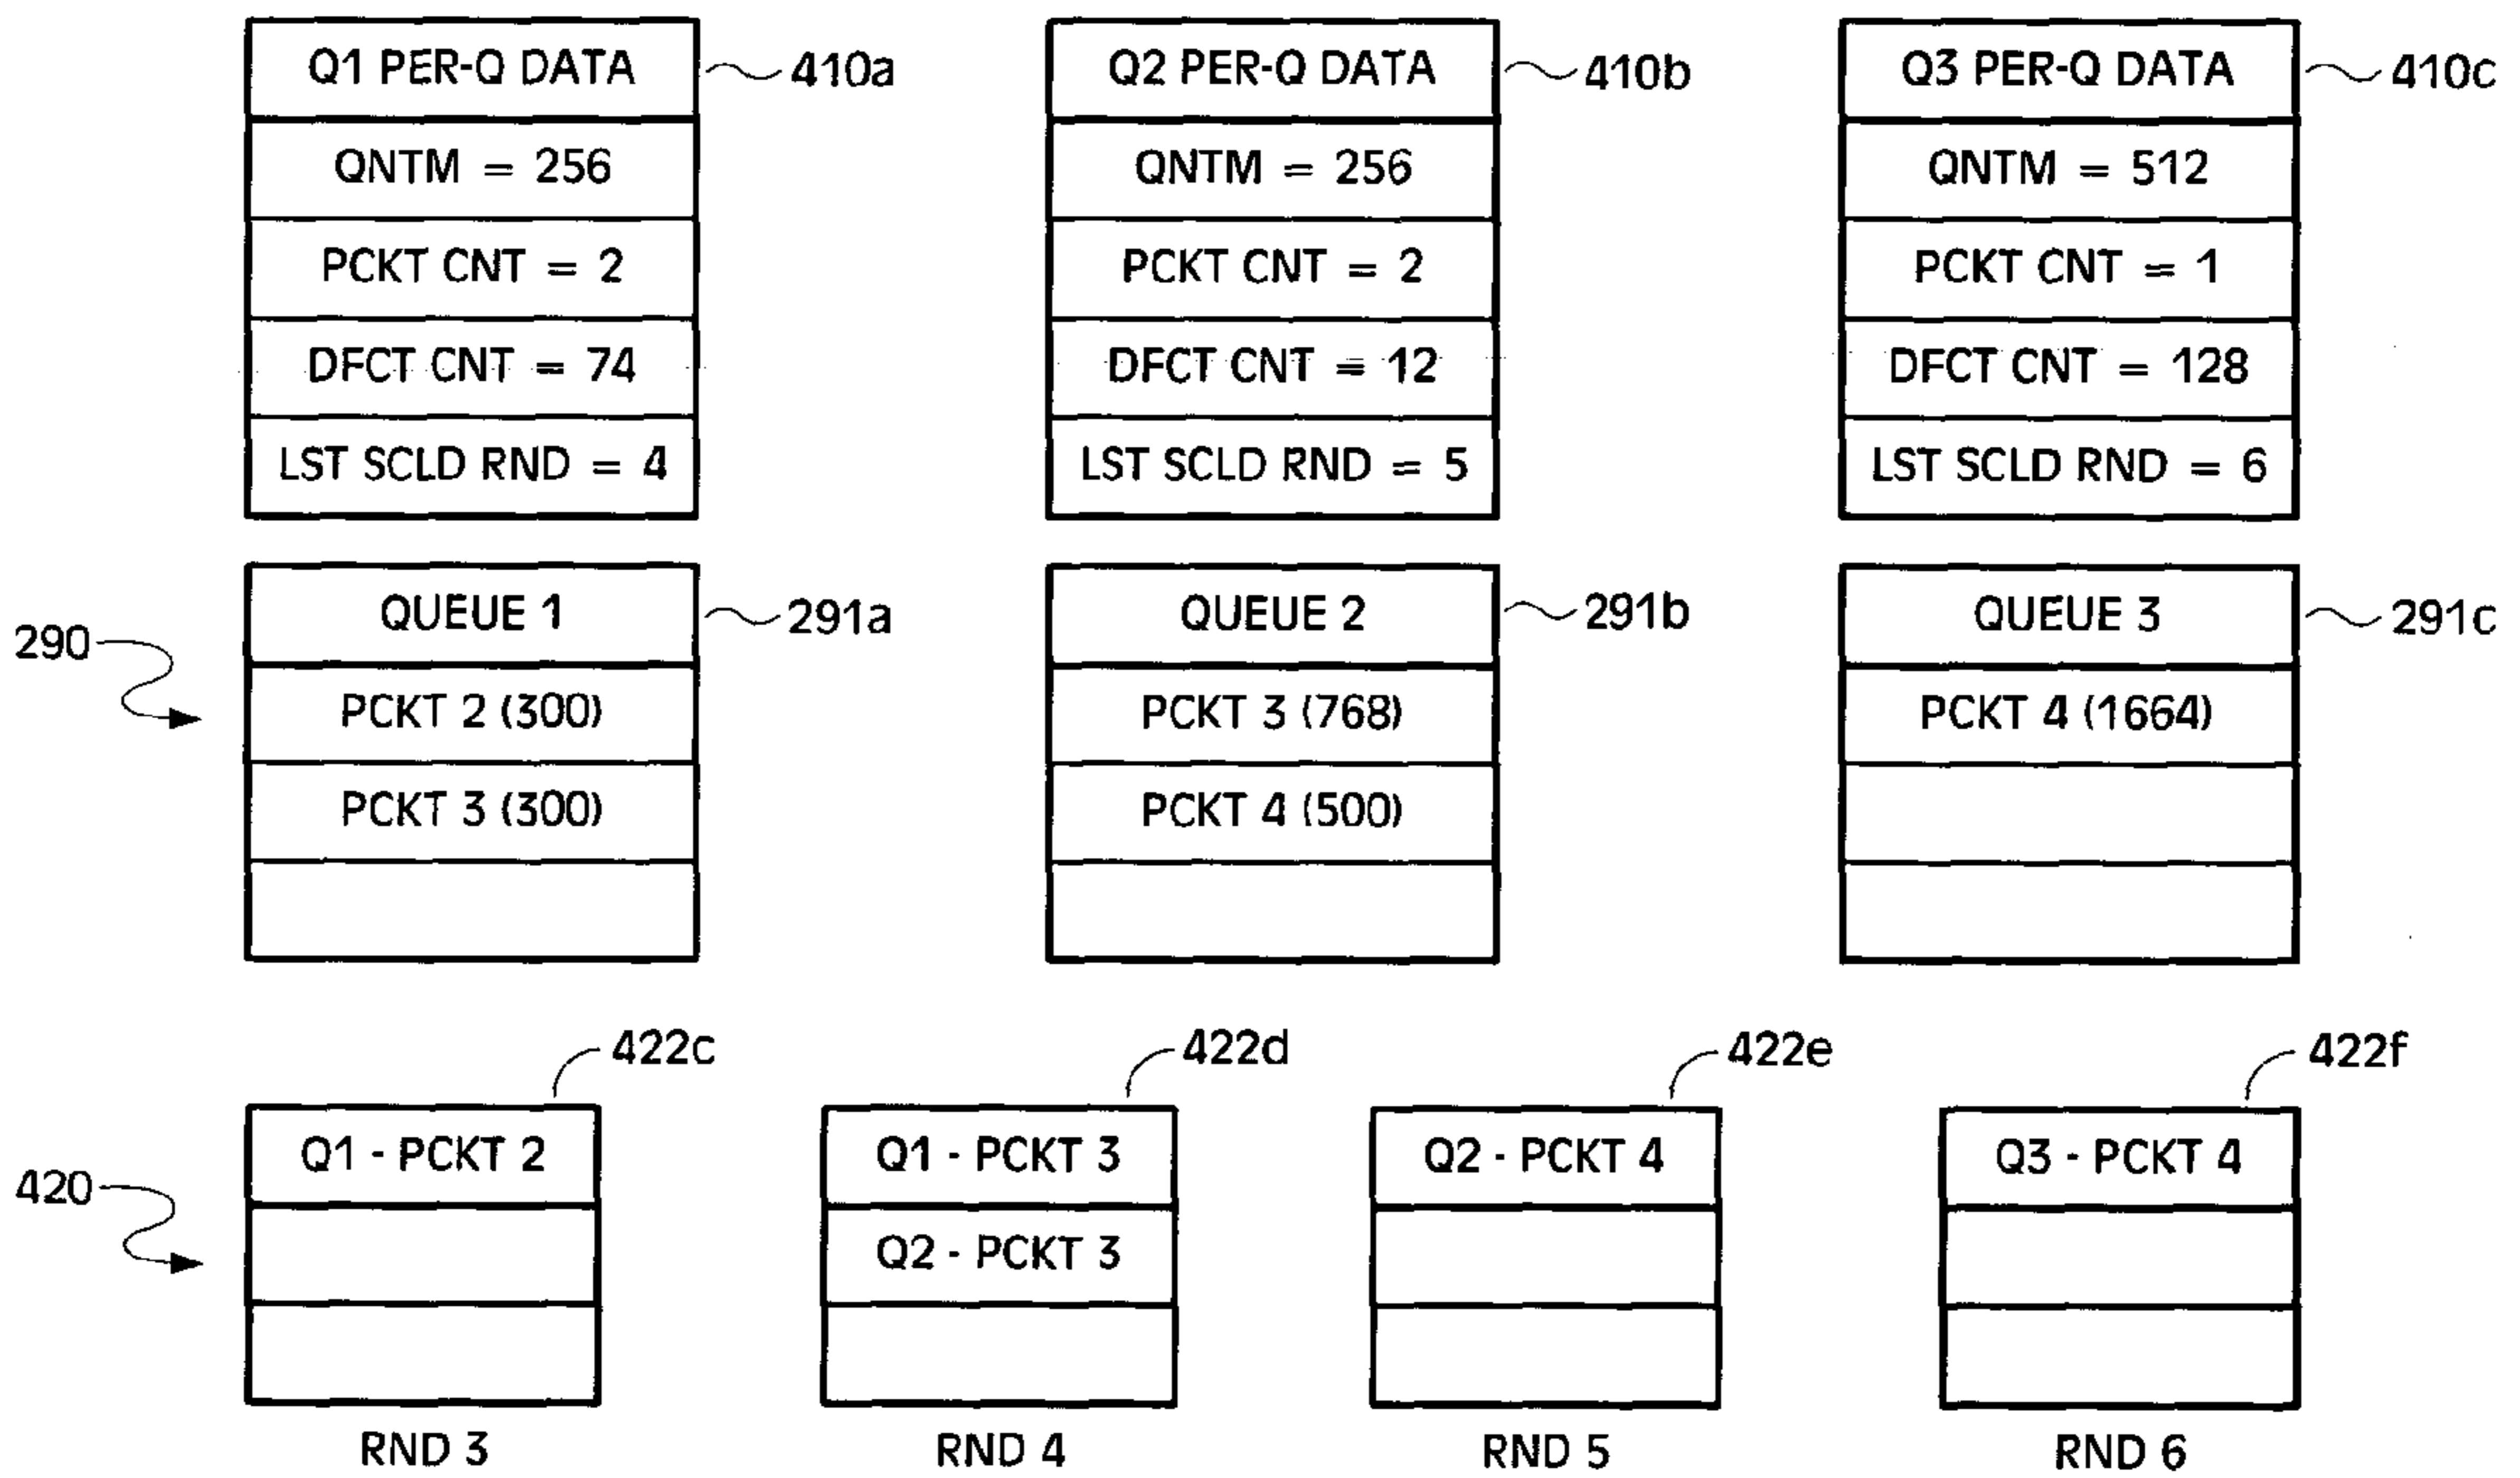 Q1 PER-Q DATA
410a
QNTM = 256
PCKT CNT = 2
DFCT CNT = 74
LST SCLD RND = 4
Q2 PER-Q DATA
410b
QNTM = 256
PCKT CNT = 2
DFCT CNT = 12
LST SCLD RND = 5
Q3 PER-Q DATA
410c
QNTM = 512
PCKT CNT = 1
DFCT CNT = 128
LST SCLD RND = 6
290
QUEUE 1
291a
PCKT 2 (300)
PCKT 3 (300)
QUEUE 2
291b
PCKT 3 (768)
PCKT 4 (500)
QUEUE 3
291c
PCKT 4 (1664)
420
422c
Q1 - PCKT 2
RND 3
422d
Q1 - PCKT 3
Q2 - PCKT 3
RND 4
422e
Q2 - PCKT 4
RND 5
422f
Q3 - PCKT 4
RND 6